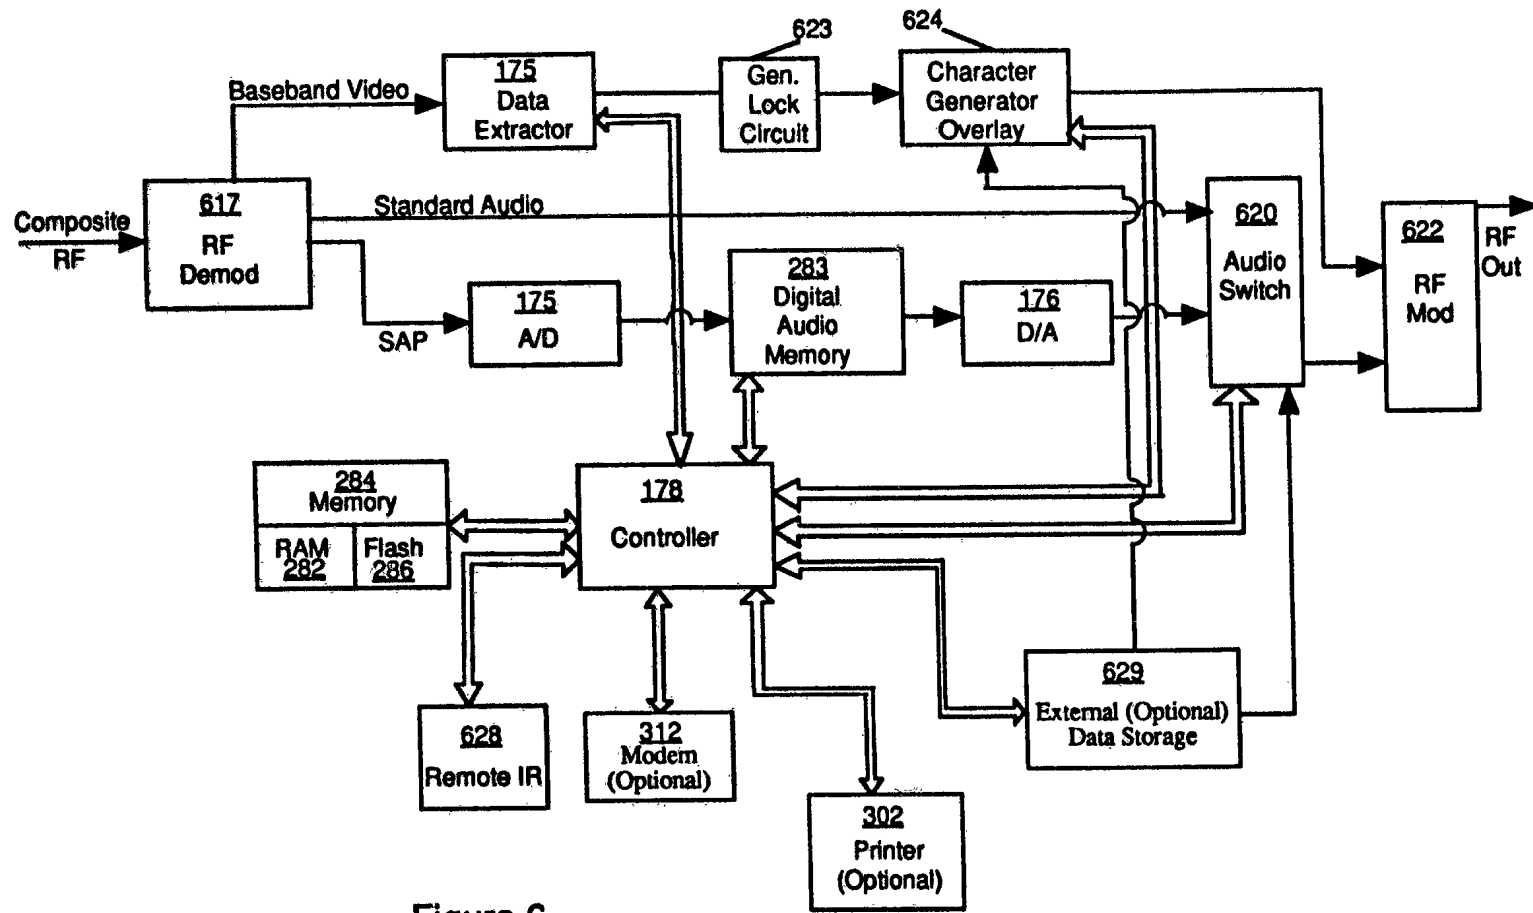 623
624
Baseband Video
175
Data
Extractor
Gen.
Lock
Circuit
Character
Generator
Overlay
Composite
RF
617
RF
Demod
Standard Audio
SAP
175
A/D
283
Digital
Audio
Memory
176
D/A
620
Audio
Switch
622
RF
Mod
RF
Out
284
Memory
RAM
282
Flash
286
178
Controller
628
Remote IR
312
Modem
(Optional)
302
Printer
(Optional)
629
External (Optional)
Data Storage
Figure 6